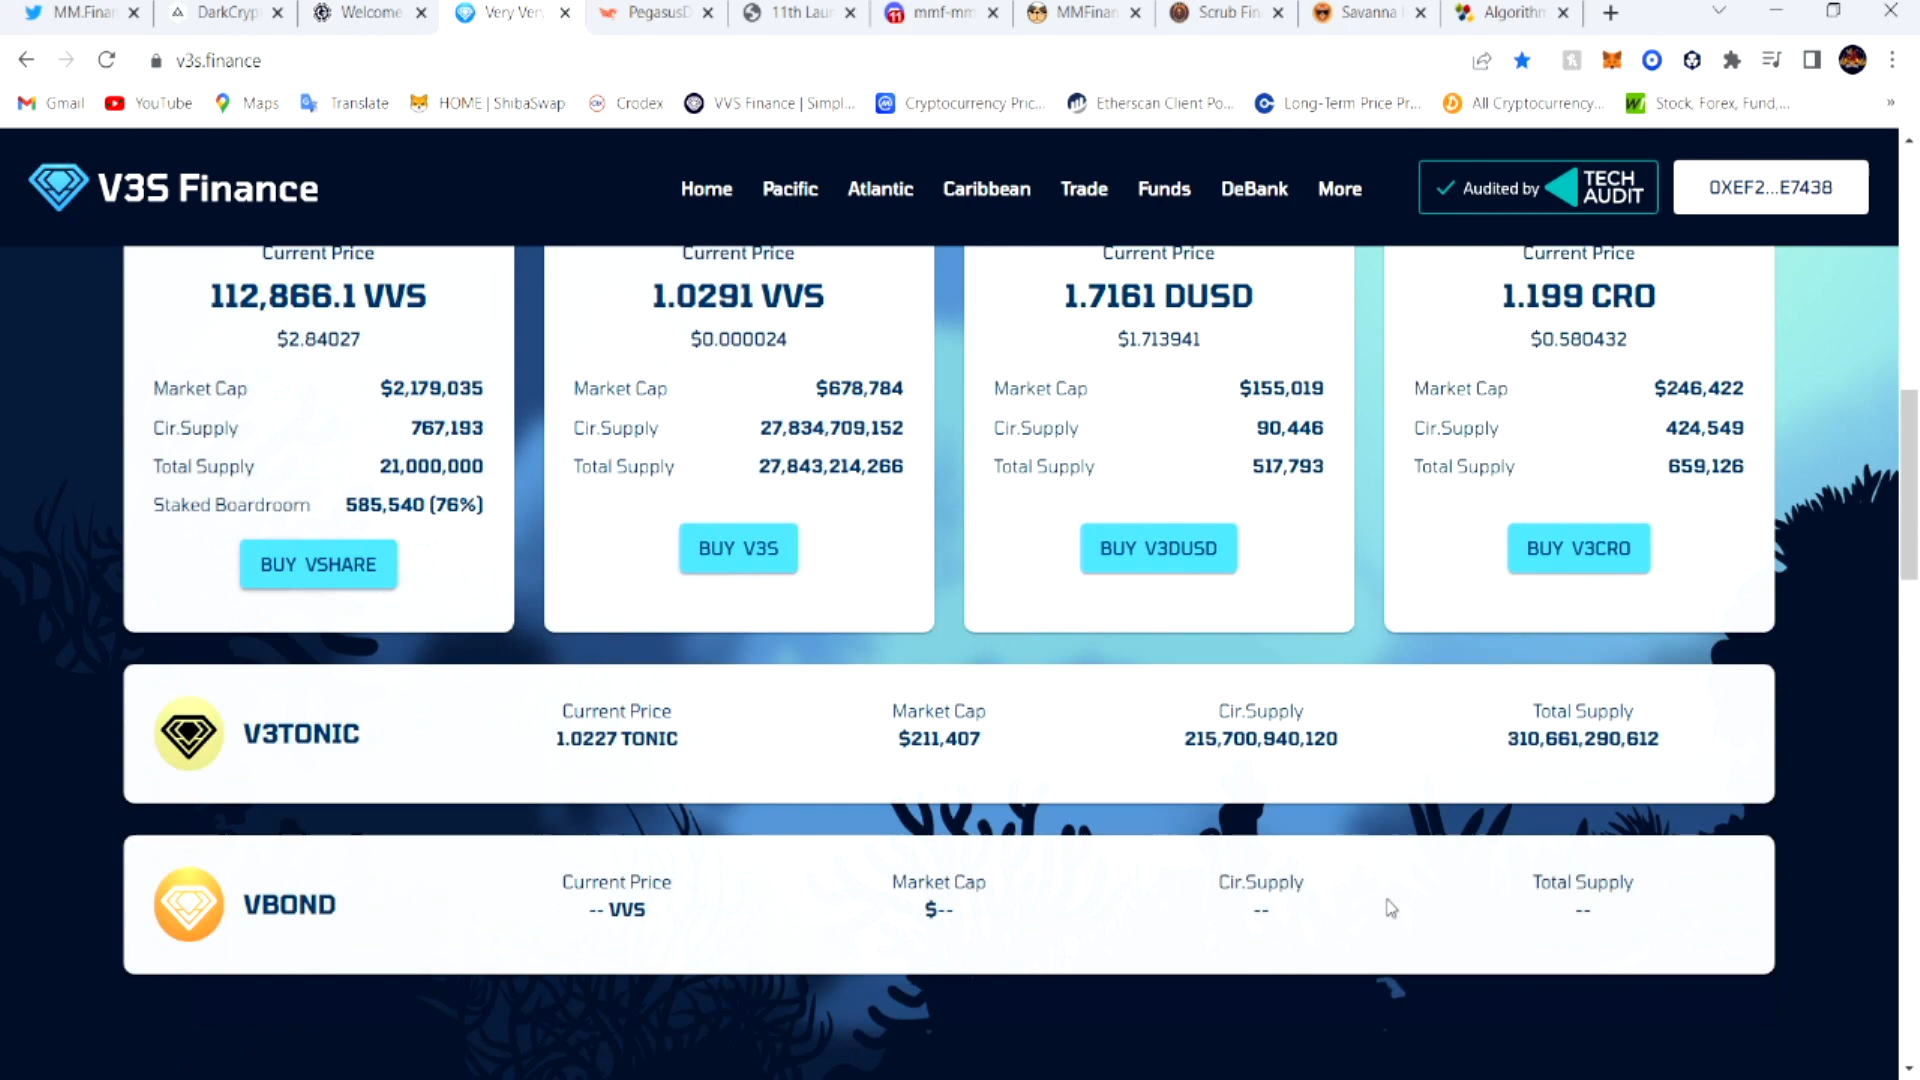 MM.Finan
DarkCryp
Welcome
Very Ver
PegasusD
11th Laun
mmf-mm
MMFinan
Scrub Fin
Savanna
Algorithm
v3s.finance
Gmail
YouTube
Maps
Translate
HOME | ShibaSwap
Crodex
VVS Finance | Simpl...
Cryptocurrency Pric...
Etherscan Client Po...
Long-Term Price Pr...
All Cryptocurrency...
Stock, Forex, Fund,...
»
V3S Finance
Home
Pacific
Atlantic
Caribbean
Trade
Funds
DeBank
More
Audited by TECH AUDIT
0XEF2...E7438
Current Price
112,866.1 VVS
$2.84027
Market Cap $2,179,035
Cir.Supply 767,193
Total Supply 21,000,000
Staked Boardroom 585,540 (76%)
BUY VSHARE
Current Price
1.0291 VVS
$0.000024
Market Cap $678,784
Cir.Supply 27,834,709,152
Total Supply 27,843,214,266
BUY V3S
Current Price
1.7161 DUSD
$1.713941
Market Cap $155,019
Cir.Supply 90,446
Total Supply 517,793
BUY V3DUSD
Current Price
1.199 CRO
$0.580432
Market Cap $246,422
Cir.Supply 424,549
Total Supply 659,126
BUY V3CRO
V3TONIC
Current Price
1.0227 TONIC
Market Cap
$211,407
Cir.Supply
215,700,940,120
Total Supply
310,661,290,612
VBOND
Current Price
-- VVS
Market Cap
$--
Cir.Supply
--
Total Supply
--